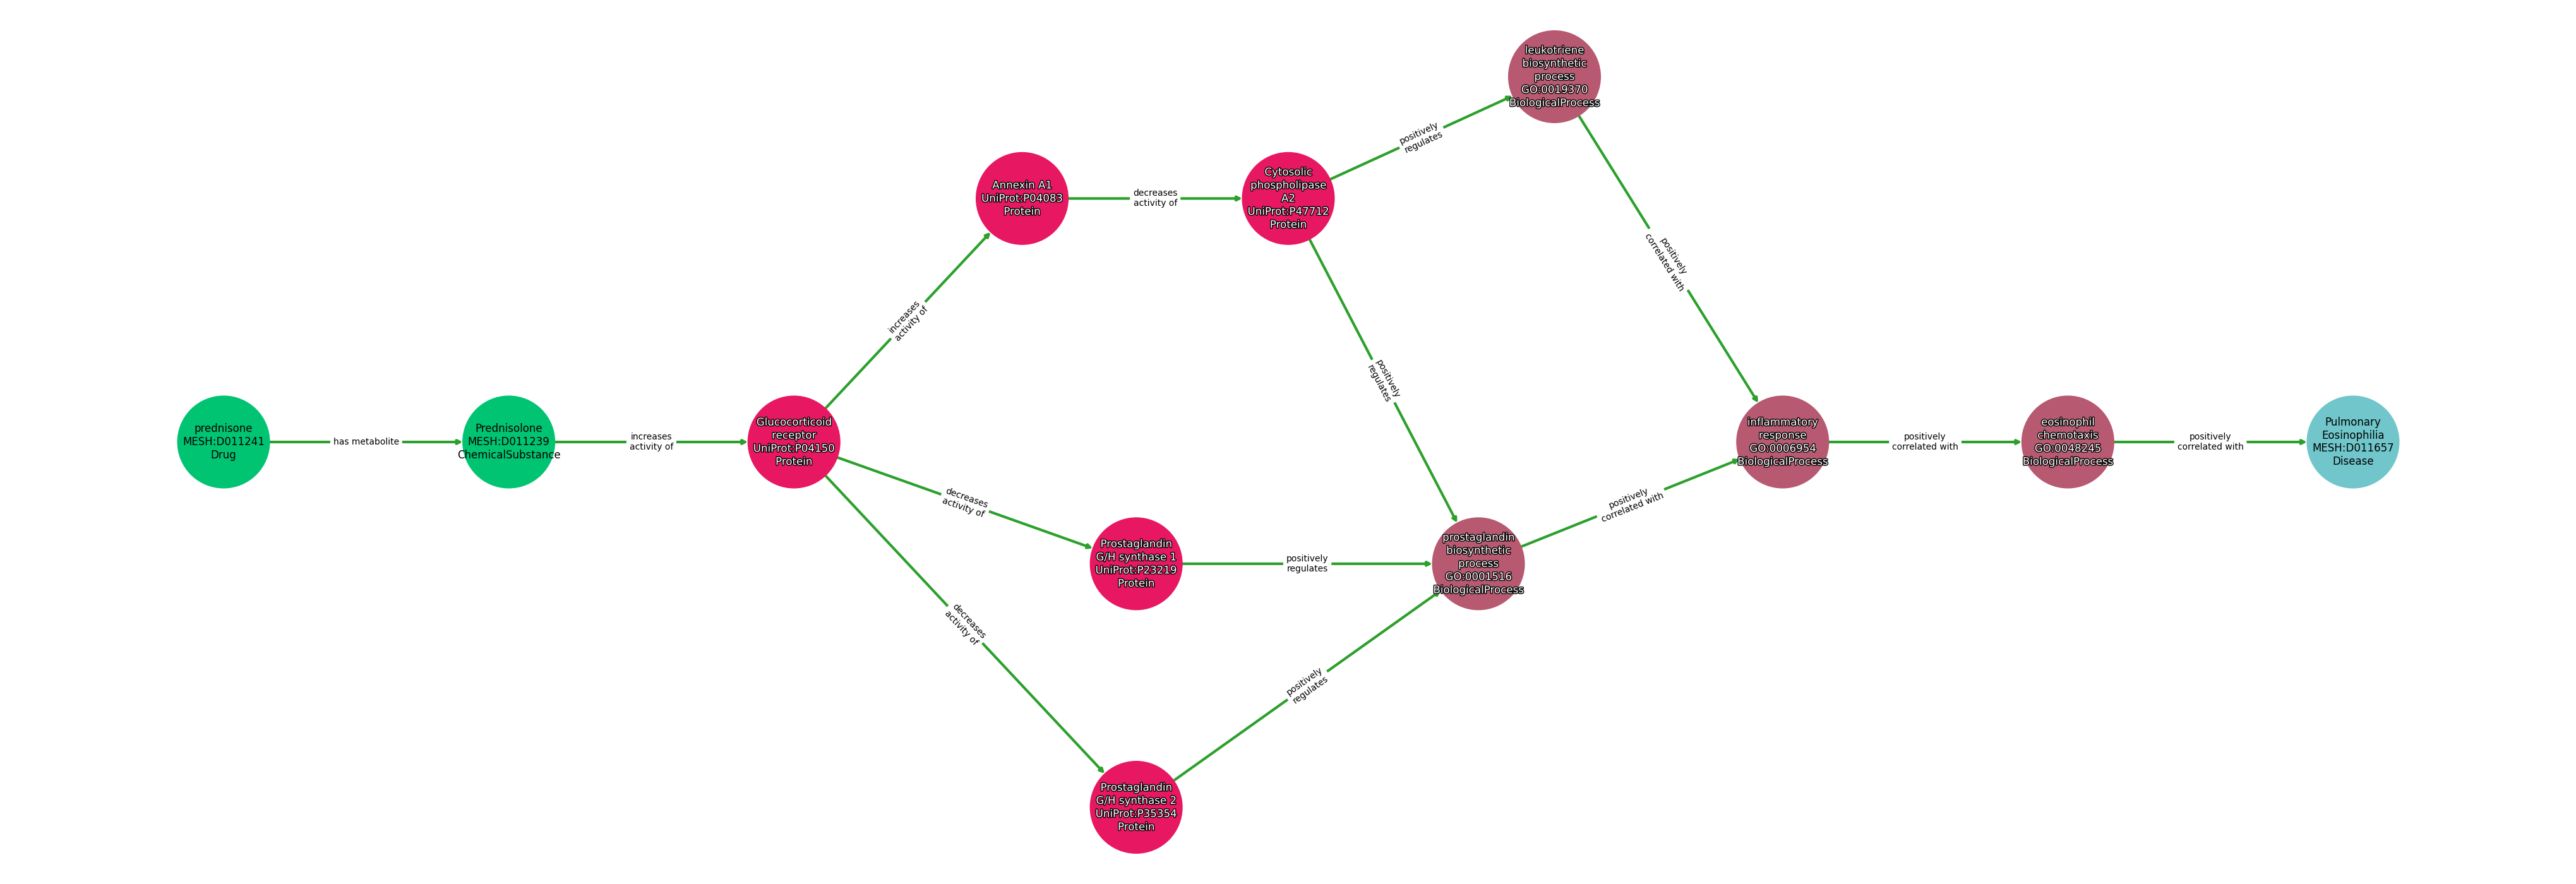 leukotriene
biosynthetic
process
GO:0019370
BiologicalProcess
positively
regulates
Annexin A1
UniProt:P04083
Protein
decreases
activity of
Cytosolic
phospholipase
A2
UniProt:P47712
Protein
positively
correlated with
increases
activity of
positively
regulates
prednisone
MESH:D011241
Drug
has metabolite
Prednisolone
MESH:D011239
ChemicalSubstance
increases
activity of
Glucocorticoid
receptor
UniProt:P04150
Protein
inflammatory
response
GO:0006954
BiologicalProcess
positively
correlated with
eosinophil
chemotaxis
GO:0048245
BiologicalProcess
positively
correlated with
Pulmonary
Eosinophilia
MESH:D011657
Disease
decreases
activity of
positively
correlated with
Prostaglandin
G/H synthase 1
UniProt:P23219
Protein
positively
regulates
prostaglandin
biosynthetic
process
GO:0001516
BiologicalProcess
decreases
activity of
positively
regulates
Prostaglandin
G/H synthase 2
UniProt:P35354
Protein